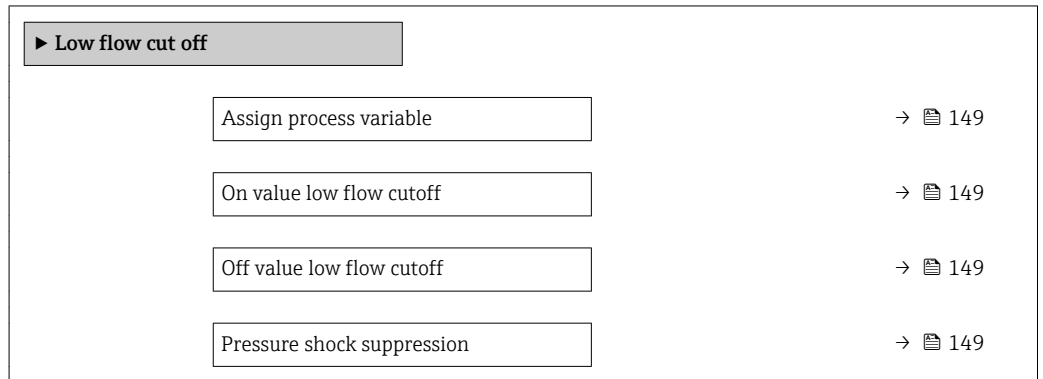 ▶ Low flow cut off
Assign process variable → 149
On value low flow cutoff → 149
Off value low flow cutoff → 149
Pressure shock suppression → 149